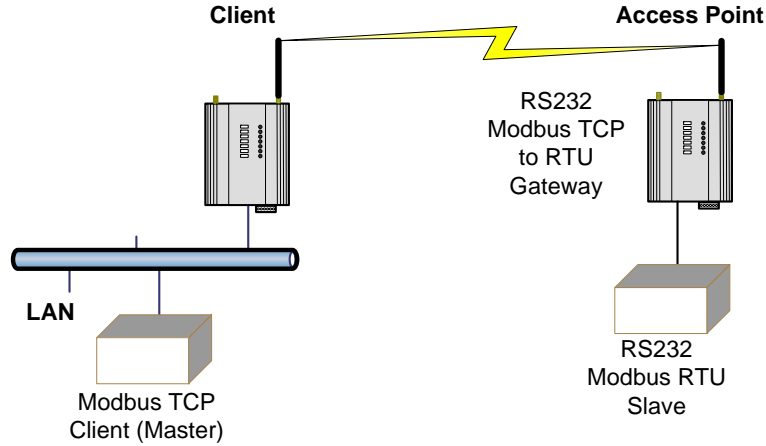 Client
Access Point
RS232
Modbus TCP
to RTU
Gateway
LAN
Modbus TCP
Client (Master)
RS232
Modbus RTU
Slave